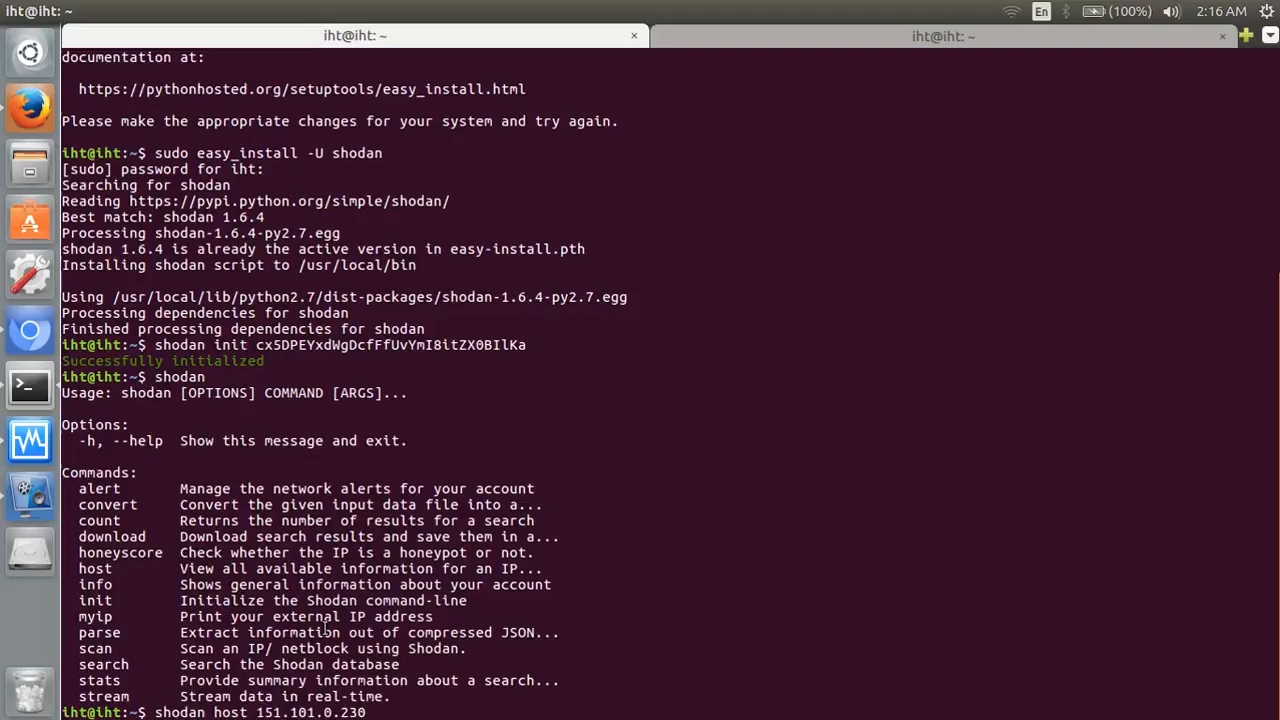 iht@iht: ~
En
(100%)
2:16 AM
iht@iht: ~ ×
iht@iht: ~ ×
documentation at:
https://pythonhosted.org/setuptools/easy_install.html
Please make the appropriate changes for your system and try again.
iht@iht:~$ sudo easy_install -U shodan
[sudo] password for iht:
Searching for shodan
Reading https://pypi.python.org/simple/shodan/
Best match: shodan 1.6.4
Processing shodan-1.6.4-py2.7.egg
shodan 1.6.4 is already the active version in easy-install.pth
Installing shodan script to /usr/local/bin
Using /usr/local/lib/python2.7/dist-packages/shodan-1.6.4-py2.7.egg
Processing dependencies for shodan
Finished processing dependencies for shodan
iht@iht:~$ shodan init cx5DPEYxdWgDcfFfUvYmI8itZX0BIlKa
Successfully initialized
iht@iht:~$ shodan
Usage: shodan [OPTIONS] COMMAND [ARGS]...
Options:
-h, --help  Show this message and exit.
Commands:
alert       Manage the network alerts for your account
convert     Convert the given input data file into a...
count       Returns the number of results for a search
download    Download search results and save them in a...
honeyscore  Check whether the IP is a honeypot or not.
host        View all available information for an IP...
info        Shows general information about your account
init        Initialize the Shodan command-line
myip        Print your external IP address
parse       Extract information out of compressed JSON...
scan        Scan an IP/ netblock using Shodan.
search      Search the Shodan database
stats       Provide summary information about a search...
stream      Stream data in real-time.
iht@iht:~$ shodan host 151.101.0.230